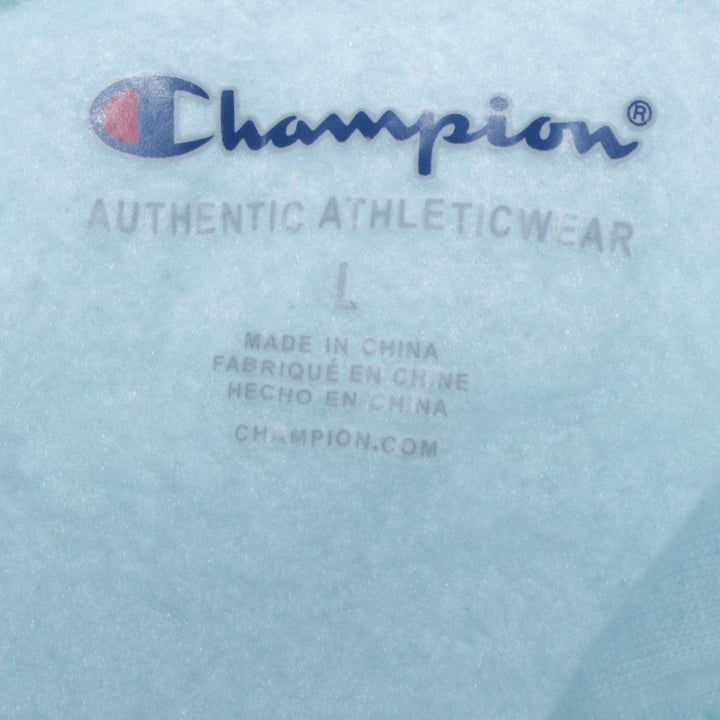 Champion®
AUTHENTIC ATHLETICWEAR
L
MADE IN CHINA
FABRIQUÉ EN CHINE
HECHO EN CHINA
CHAMPION.COM